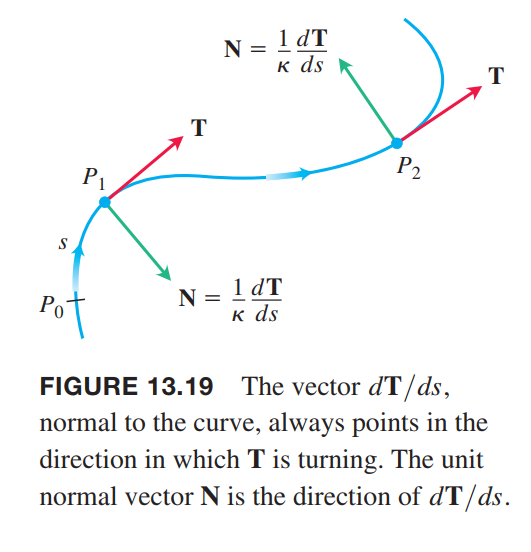 N = 1/κ dT/ds
T
T
P₁
P₂
s
N = 1/κ dT/ds
P₀
FIGURE 13.19 The vector dT/ds,
normal to the curve, always points in the
direction in which T is turning. The unit
normal vector N is the direction of dT/ds.